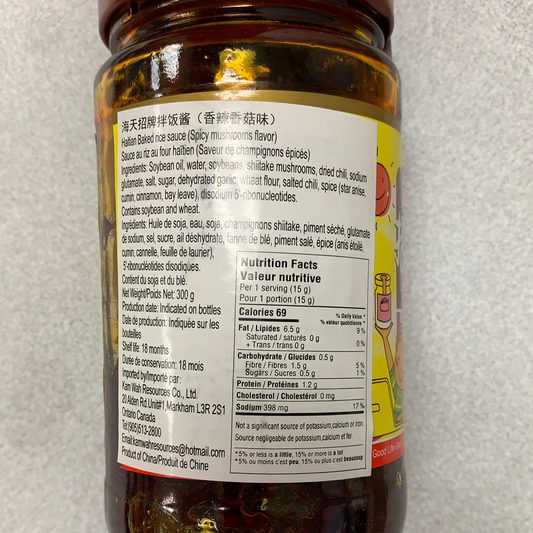 海天招牌拌饭酱（香辣香菇味）
Haitian Baked rice sauce (Spicy mushrooms flavor)
Sauce au riz au four haïtien (Saveur de champignons épicés)
Ingredients: Soybean oil, water, soybeans, shiitake mushrooms, dried chili, sodium
glutamate, salt, sugar, dehydrated garlic, wheat flour, salted chili, spice (star anise,
cumin, cinnamon, bay leave), disodium 5'-ribonucleotides.
Contains soybean and wheat.
Ingrédients: Huile de soja, eau, soja, champignons shiitake, piment séché, glutamate
de sodium, sel, sucre, ail déshydraté, farine de blé, piment salé, épice (anis étoilé,
cumin, cannelle, feuille de laurier),
5'-ribonucléotides disodiques.
Contient du soja et du blé.
Net Weight/Poids Net: 300 g
Production date: Indicated on bottles
Date de production: Indiquée sur les
bouteilles
Shelf life: 18 months
Durée de conservation: 18 mois
Imported by/Importé par:
Kam Wah Resources Co., Ltd.
20 Alden Rd.Unit#1,Markham L3R 2S1
Ontario Canada
Tel:(905)513-2800
Email:kamwahresources@hotmail.com
Product of China/Produit de Chine
Nutrition Facts
Valeur nutritive
Per 1 serving (15 g)
Pour 1 portion (15 g)
Calories 69
% Daily Value *
% valeur quotidienne *
Fat / Lipides 6.5 g 9 %
Saturated / saturés 0 g
+ Trans / trans 0 g 0 %
Carbohydrate / Glucides 0.5 g
Fibre / Fibres 1.5 g 5 %
Sugars / Sucres 0.5 g 1 %
Protein / Protéines 1.2 g
Cholesterol / Cholestérol 0 mg
Sodium 398 mg 17 %
Not a significant source of potassium,calcium or iron.
Source negligeable de potassium,calcium et fer.
*5% or less is a little, 15% or more is a lot
*5% ou moins c'est peu, 15% ou plus c'est beaucoup
Good Life